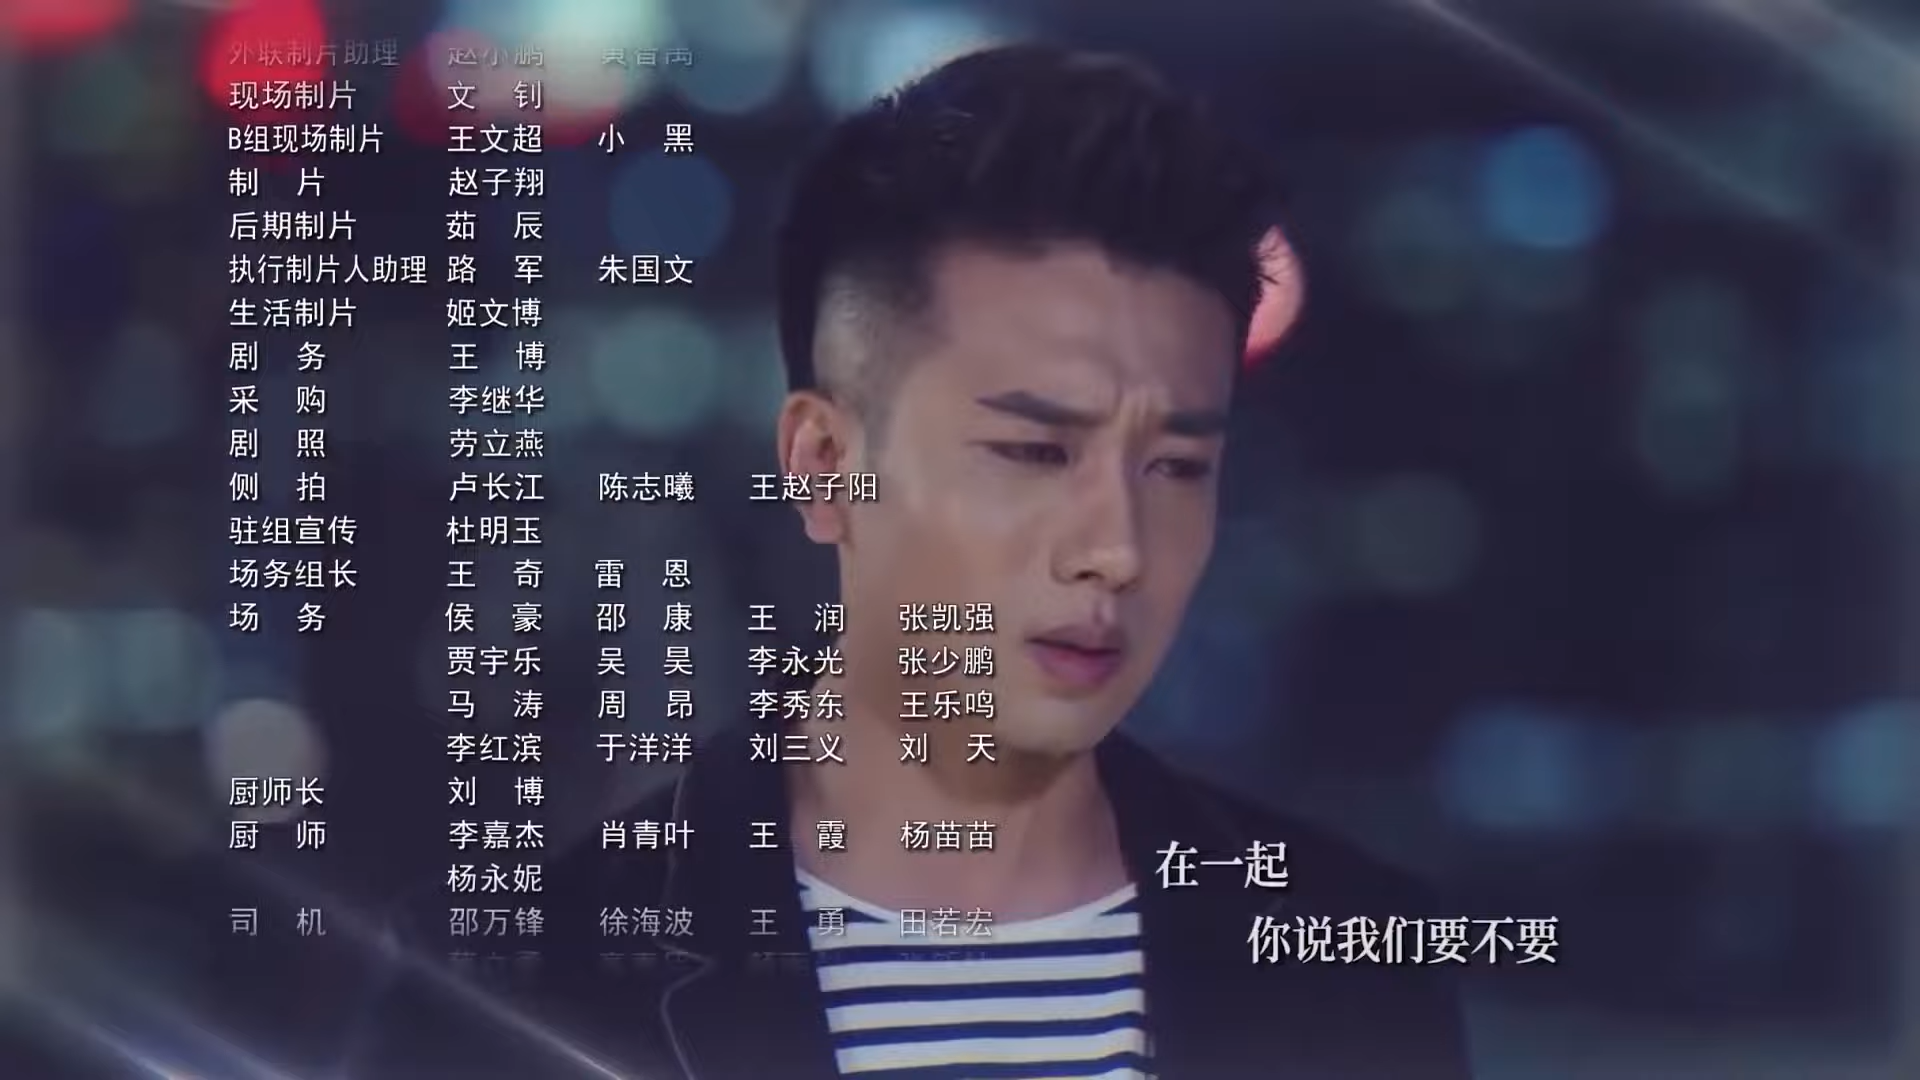 外联制片助理 赵小鹏
现场制片 文 钊
B组现场制片 王文超 小 黑
制 片 赵子翔
后期制片 茹 辰
执行制片人助理 路 军 朱国文
生活制片 姬文博
剧 务 王 博
采 购 李继华
剧 照 劳立燕
侧 拍 卢长江 陈志曦 王赵子阳
驻组宣传 杜明玉
场务组长 王 奇 雷 恩
场 务 侯 豪 邵 康 王 润 张凯强
贾宇乐 吴 昊 李永光 张少鹏
马 涛 周 昂 李秀东 王乐鸣
李红滨 于洋洋 刘三义 刘 天
厨师长 刘 博
厨 师 李嘉杰 肖青叶 王 霞 杨苗苗
杨永妮
司 机 邵万锋 徐海波 王 勇 田若宏
在一起
你说我们要不要